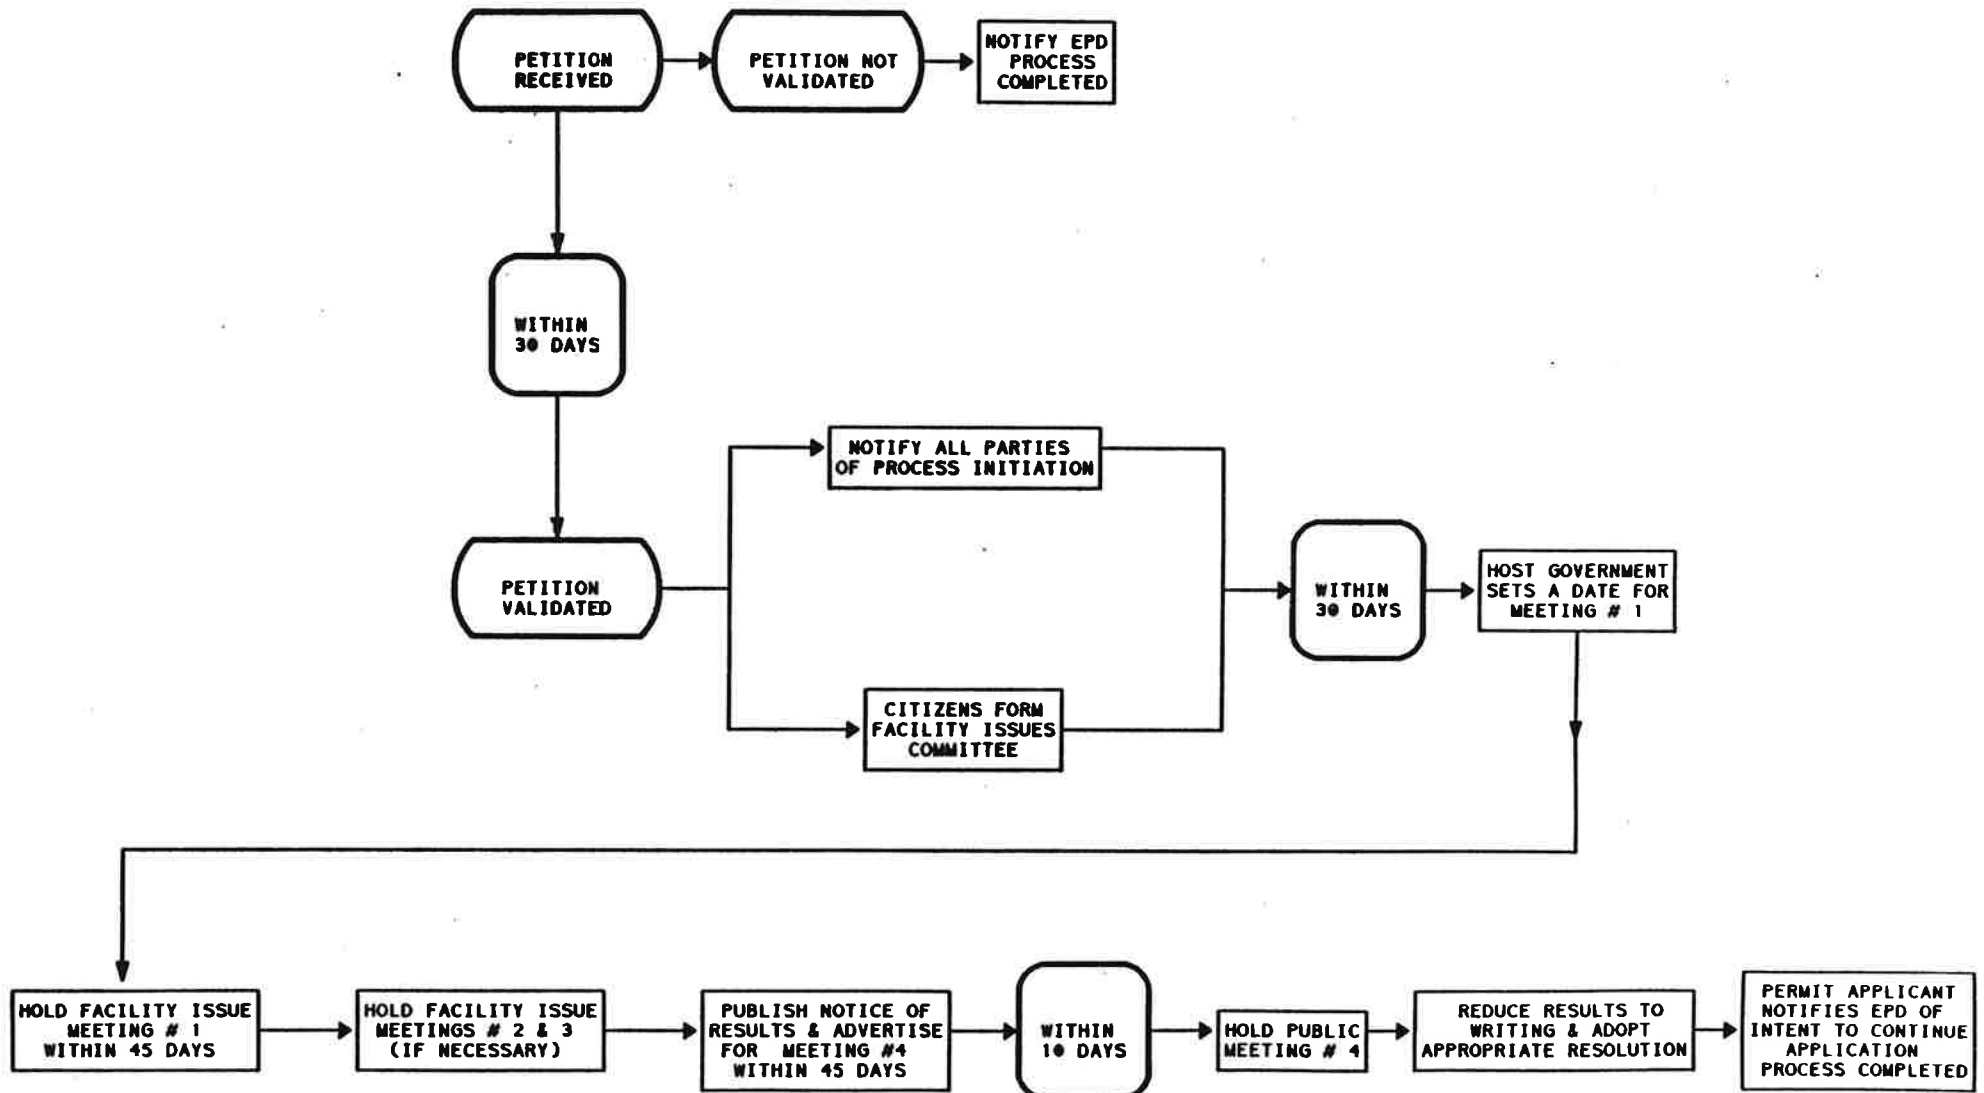 PETITION
RECEIVED
PETITION NOT
VALIDATED
NOTIFY EPD
PROCESS
COMPLETED
WITHIN
30 DAYS
PETITION
VALIDATED
NOTIFY ALL PARTIES
OF PROCESS INITIATION
CITIZENS FORM
FACILITY ISSUES
COMMITTEE
WITHIN
30 DAYS
HOST GOVERNMENT
SETS A DATE FOR
MEETING # 1
HOLD FACILITY ISSUE
MEETING # 1
WITHIN 45 DAYS
HOLD FACILITY ISSUE
MEETINGS # 2 & 3
(IF NECESSARY)
PUBLISH NOTICE OF
RESULTS & ADVERTISE
FOR MEETING #4
WITHIN 45 DAYS
WITHIN
10 DAYS
HOLD PUBLIC
MEETING # 4
REDUCE RESULTS TO
WRITING & ADOPT
APPROPRIATE RESOLUTION
PERMIT APPLICANT
NOTIFIES EPD OF
INTENT TO CONTINUE
APPLICATION
PROCESS COMPLETED